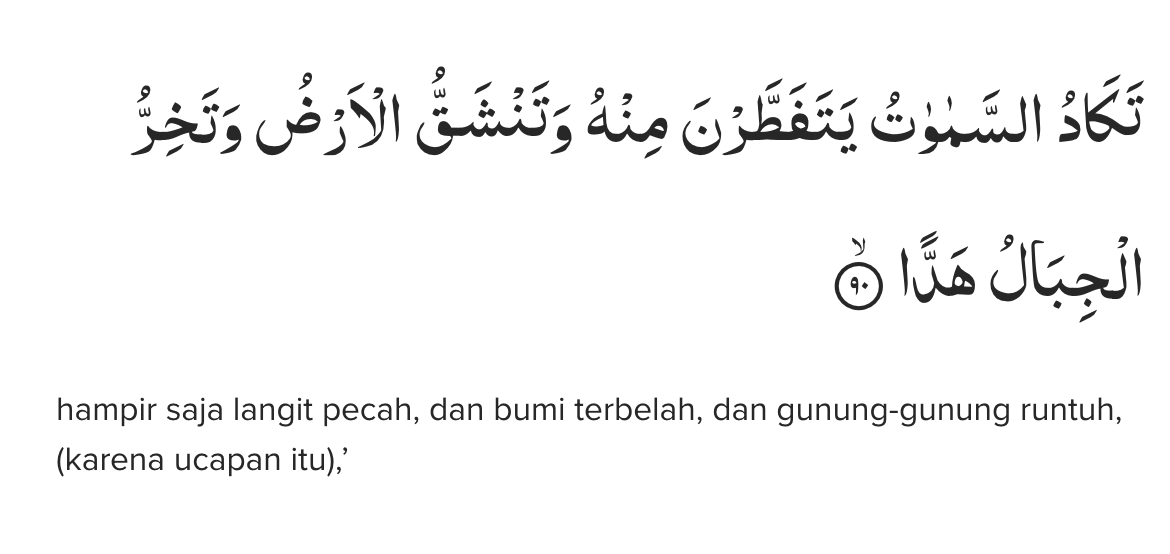 تَكَادُ السَّمٰوٰتُ يَتَفَطَّرْنَ مِنْهُ وَتَنْشَقُّ الْاَرْضُ وَتَخِرُّ
الْجِبَالُ هَدًّا ۙ ۝٩٠
hampir saja langit pecah, dan bumi terbelah, dan gunung-gunung runtuh,
(karena ucapan itu),’